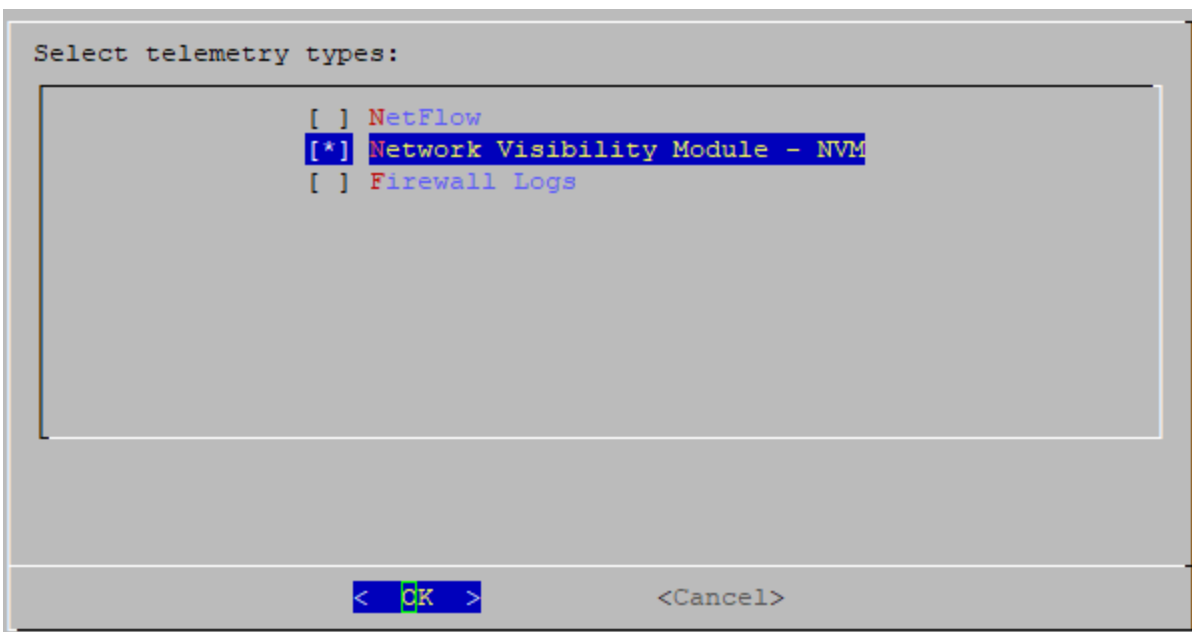 Select telemetry types:
[ ] NetFlow
[*] Network Visibility Module - NVM
[ ] Firewall Logs
< OK > <Cancel>